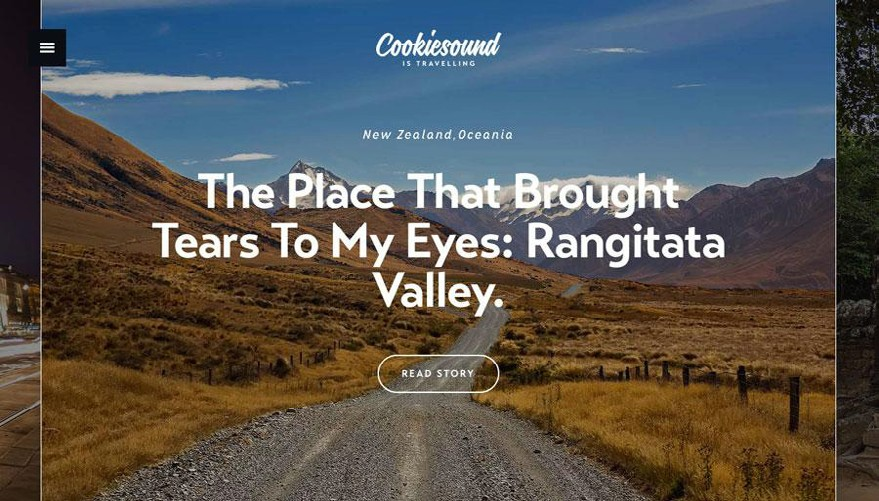 Cookiesound
IS TRAVELLING
New Zealand,Oceania
The Place That Brought
Tears To My Eyes: Rangitata
Valley.
READ STORY